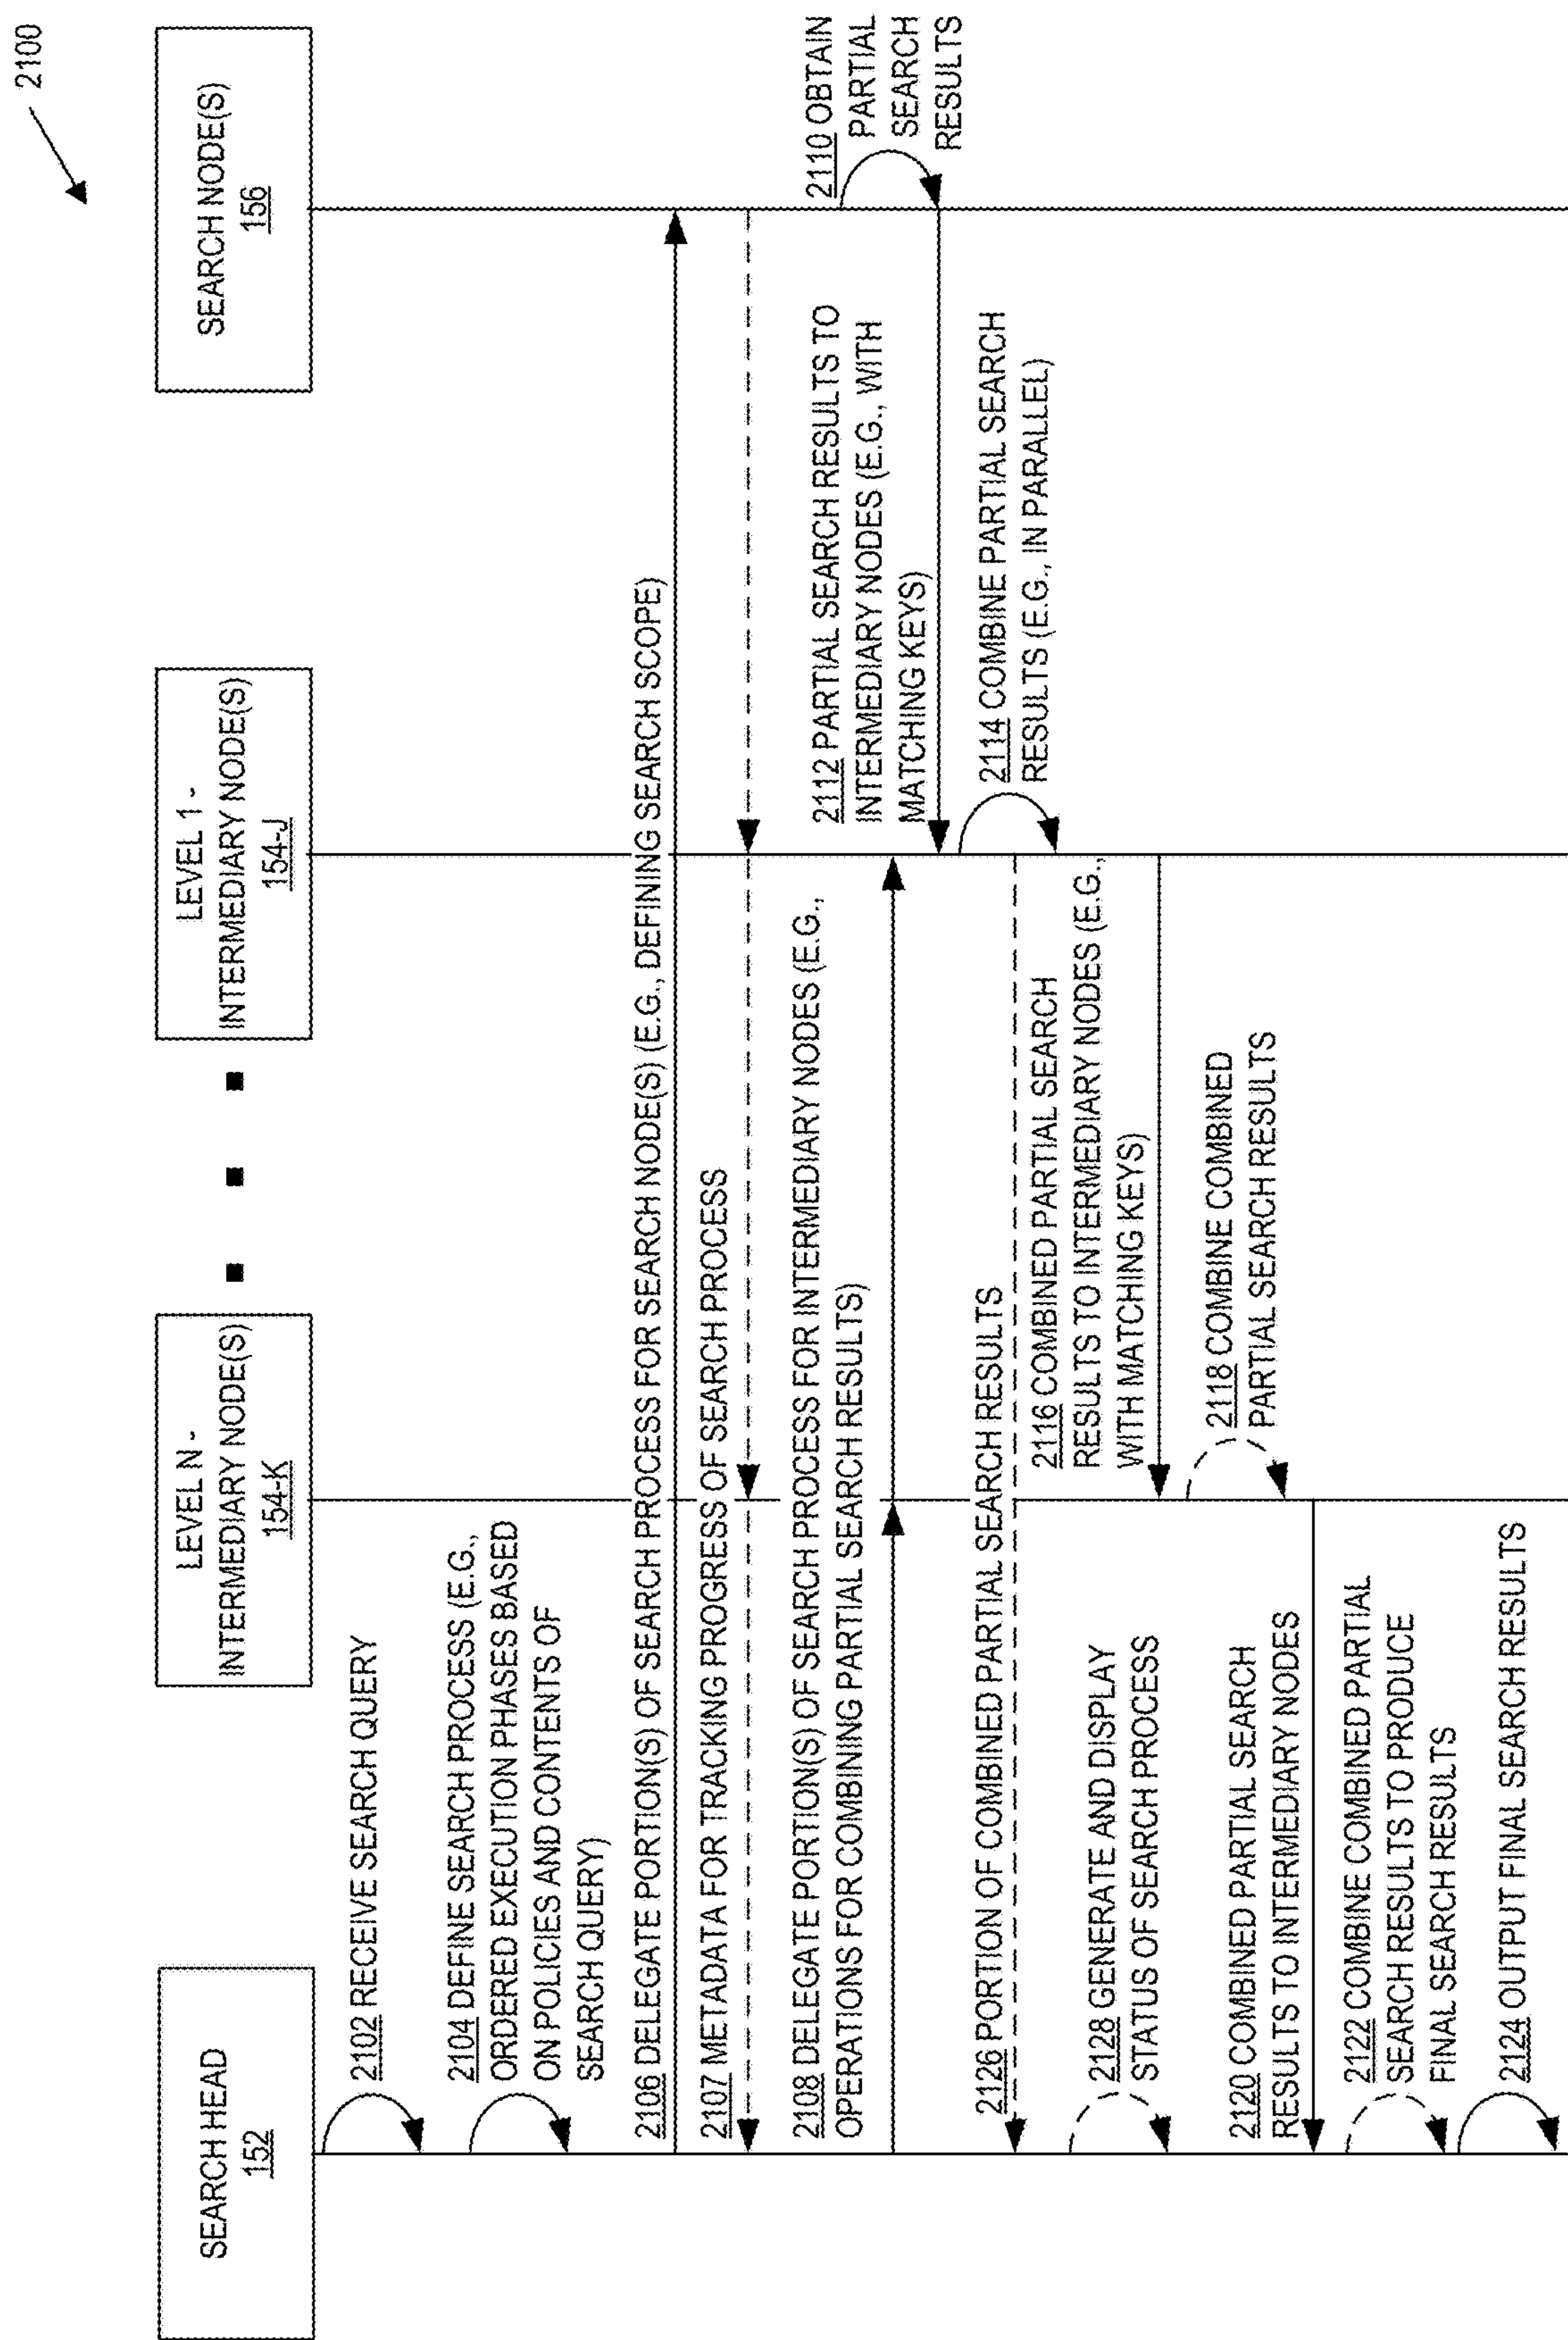 2100
SEARCH HEAD
152
LEVEL N -
INTERMEDIARY NODE(S)
154-K
LEVEL 1 -
INTERMEDIARY NODE(S)
154-J
SEARCH NODE(S)
156
2102 RECEIVE SEARCH QUERY
2104 DEFINE SEARCH PROCESS (E.G.,
ORDERED EXECUTION PHASES BASED
ON POLICIES AND CONTENTS OF
SEARCH QUERY)
2106 DELEGATE PORTION(S) OF SEARCH PROCESS FOR SEARCH NODE(S) (E.G., DEFINING SEARCH SCOPE)
2107 METADATA FOR TRACKING PROGRESS OF SEARCH PROCESS
2108 DELEGATE PORTION(S) OF SEARCH PROCESS FOR INTERMEDIARY NODES (E.G.,
OPERATIONS FOR COMBINING PARTIAL SEARCH RESULTS)
2110 OBTAIN
PARTIAL
SEARCH
RESULTS
2112 PARTIAL SEARCH RESULTS TO
INTERMEDIARY NODES (E.G., WITH
MATCHING KEYS)
2114 COMBINE PARTIAL SEARCH
RESULTS (E.G., IN PARALLEL)
2126 PORTION OF COMBINED PARTIAL SEARCH RESULTS
2116 COMBINED PARTIAL SEARCH
RESULTS TO INTERMEDIARY NODES (E.G.,
WITH MATCHING KEYS)
2128 GENERATE AND DISPLAY
STATUS OF SEARCH PROCESS
2118 COMBINE COMBINED
PARTIAL SEARCH RESULTS
2120 COMBINED PARTIAL SEARCH
RESULTS TO INTERMEDIARY NODES
2122 COMBINE COMBINED PARTIAL
SEARCH RESULTS TO PRODUCE
FINAL SEARCH RESULTS
2124 OUTPUT FINAL SEARCH RESULTS